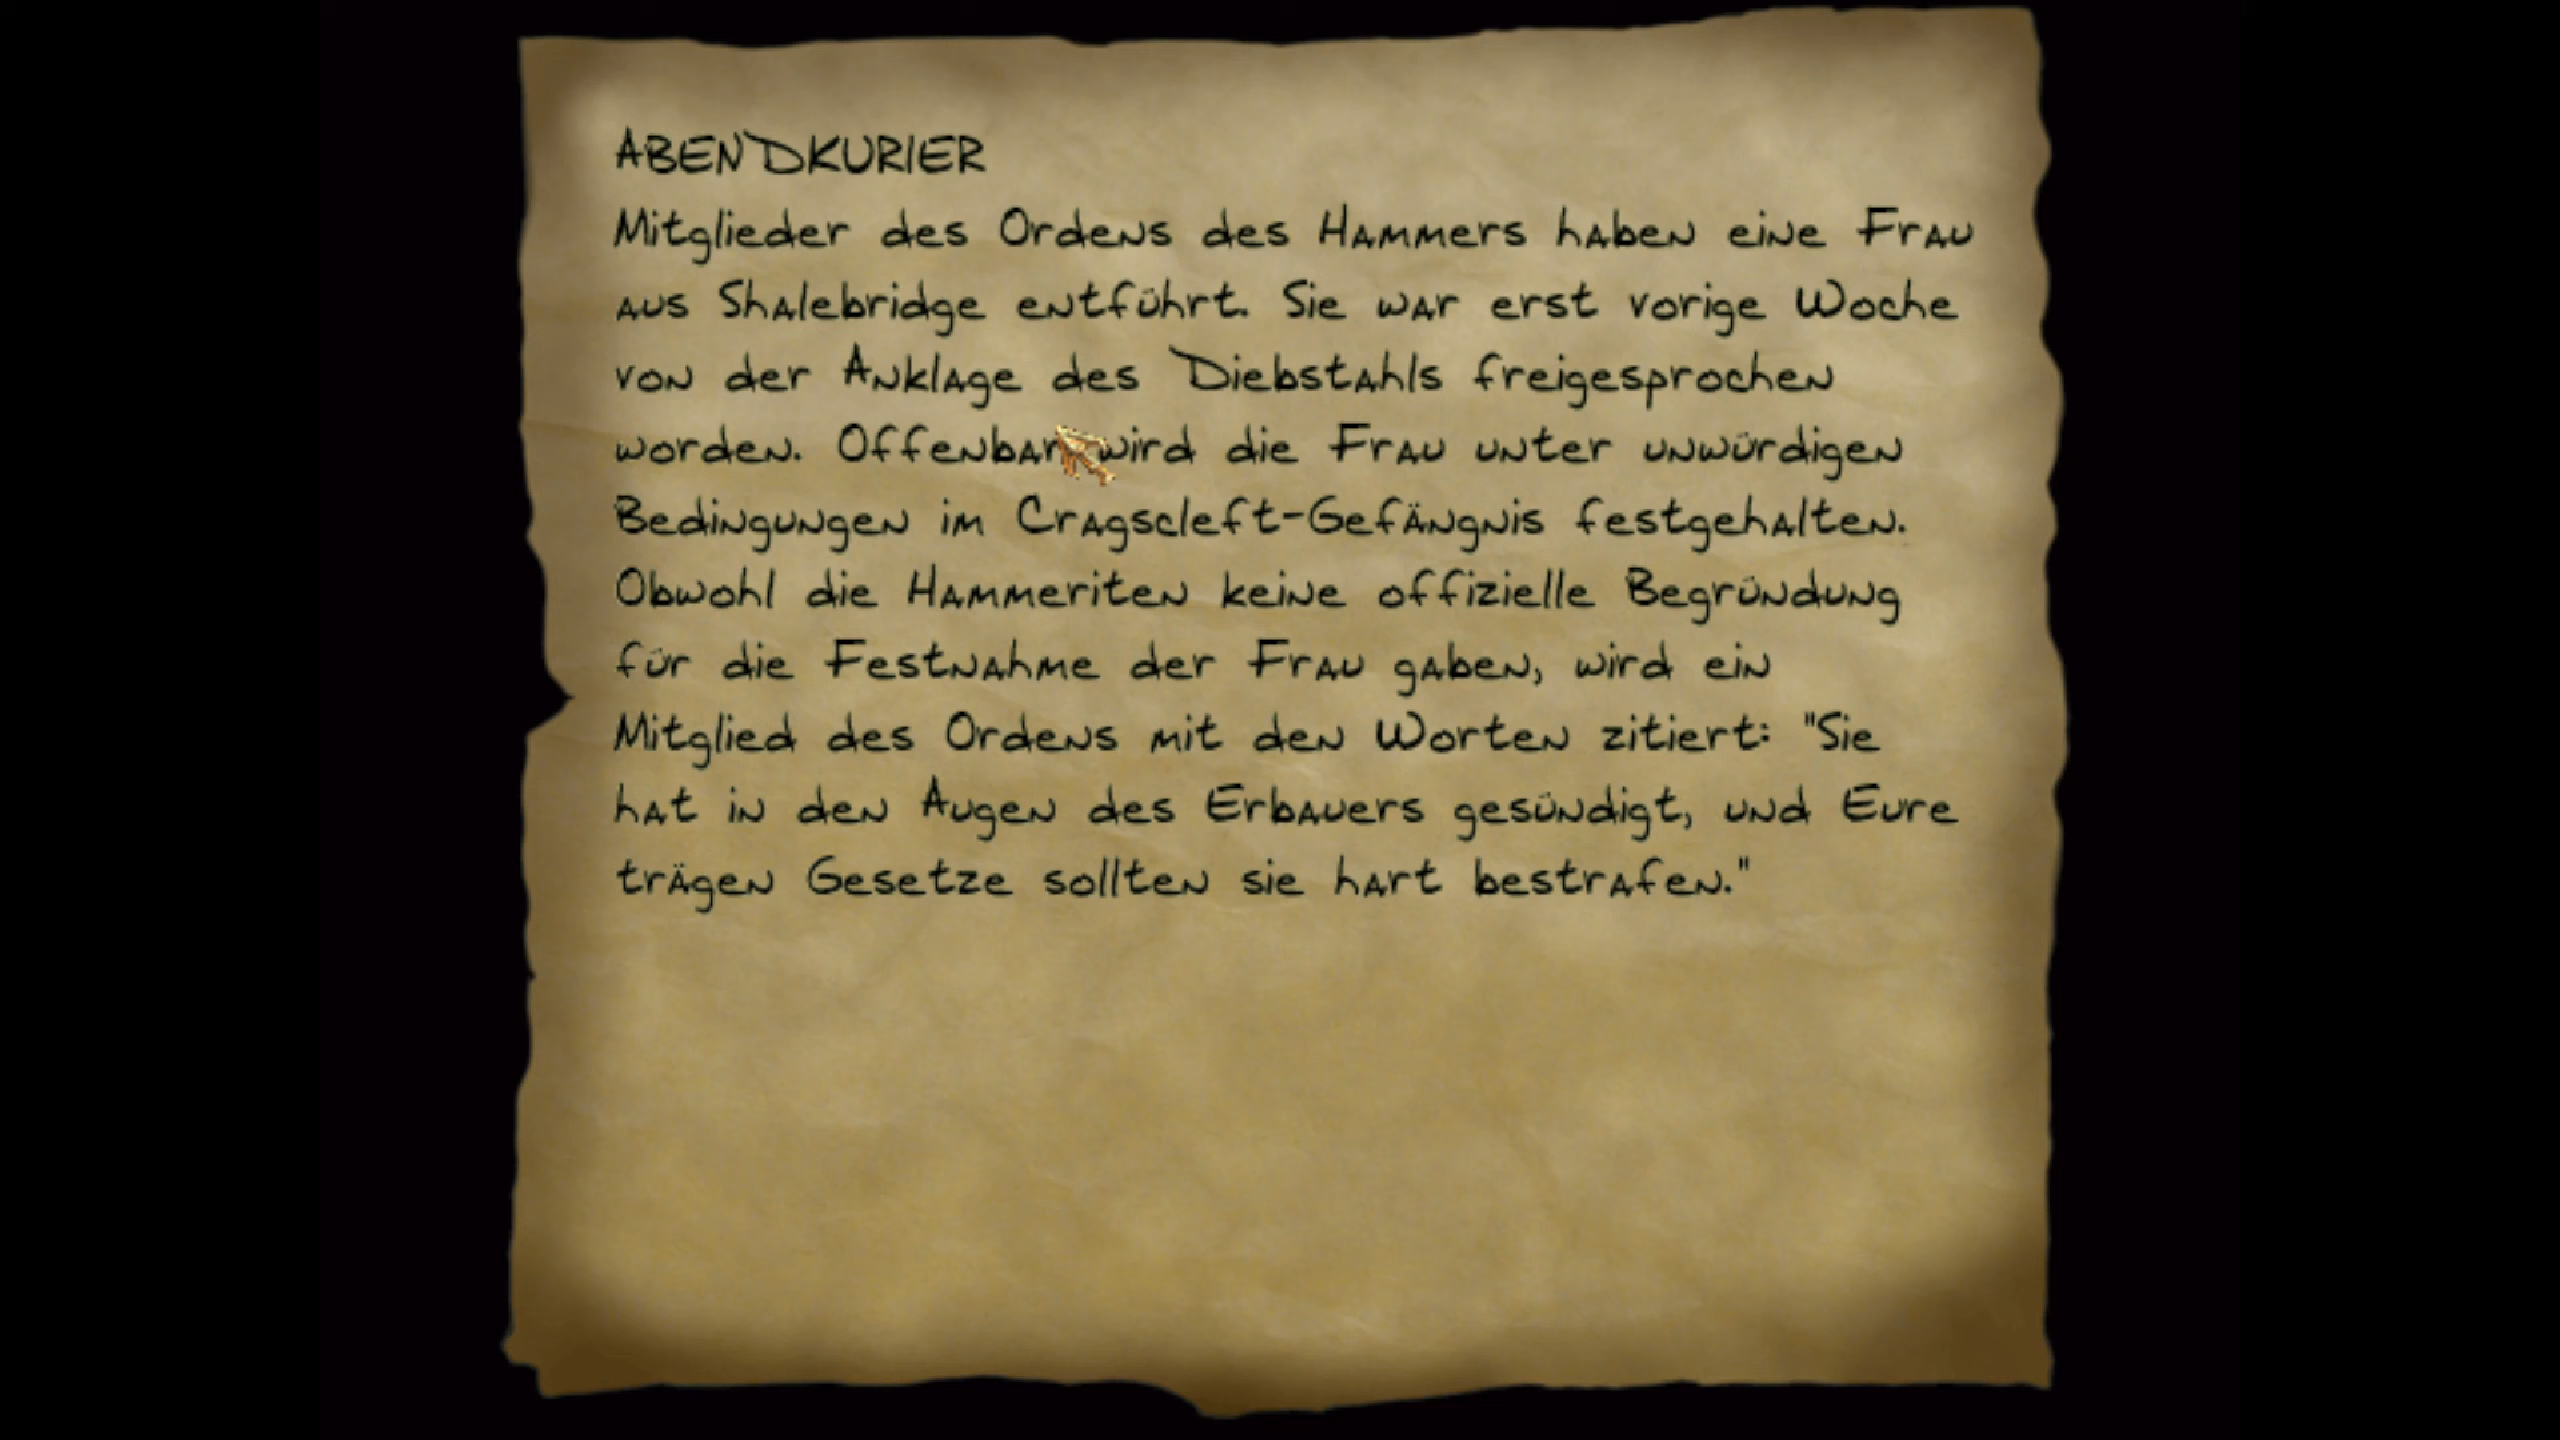 ABENDKURIER
Mitglieder des Ordens des Hammers haben eine Frau
aus Shalebridge entführt. Sie war erst vorige Woche
von der Anklage des Diebstahls freigesprochen
worden. Offenbar wird die Frau unter unwürdigen
Bedingungen im Cragscleft-Gefängnis festgehalten.
Obwohl die Hammeriten keine offizielle Begründung
für die Festnahme der Frau gaben, wird ein
Mitglied des Ordens mit den Worten zitiert: "Sie
hat in den Augen des Erbauers gesündigt, und Eure
trägen Gesetze sollten sie hart bestrafen."